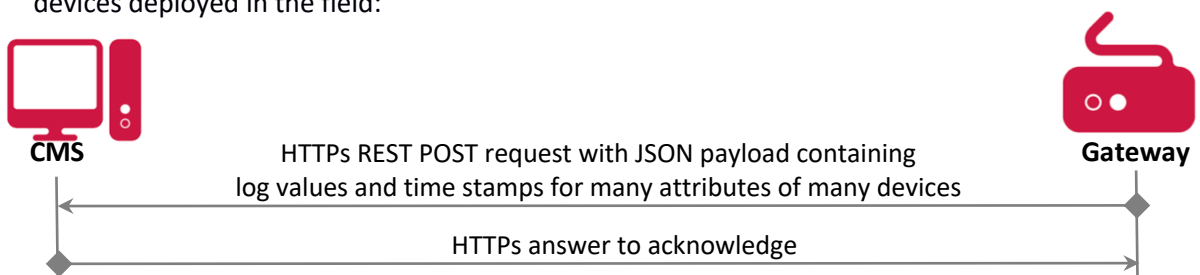 devices deployed in the field:
CMS
Gateway
HTTPs REST POST request with JSON payload containing
log values and time stamps for many attributes of many devices
HTTPs answer to acknowledge